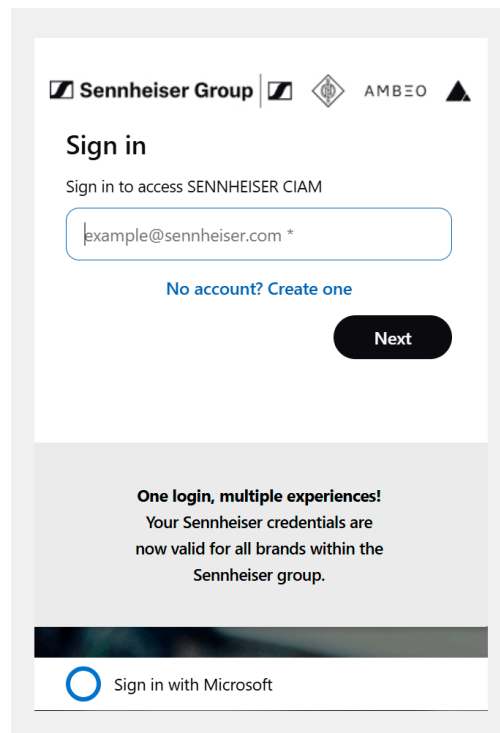 Sennheiser Group AMBEO
Sign in
Sign in to access SENNHEISER CIAM
example@sennheiser.com *
No account? Create one
Next
One login, multiple experiences!
Your Sennheiser credentials are
now valid for all brands within the
Sennheiser group.
Sign in with Microsoft